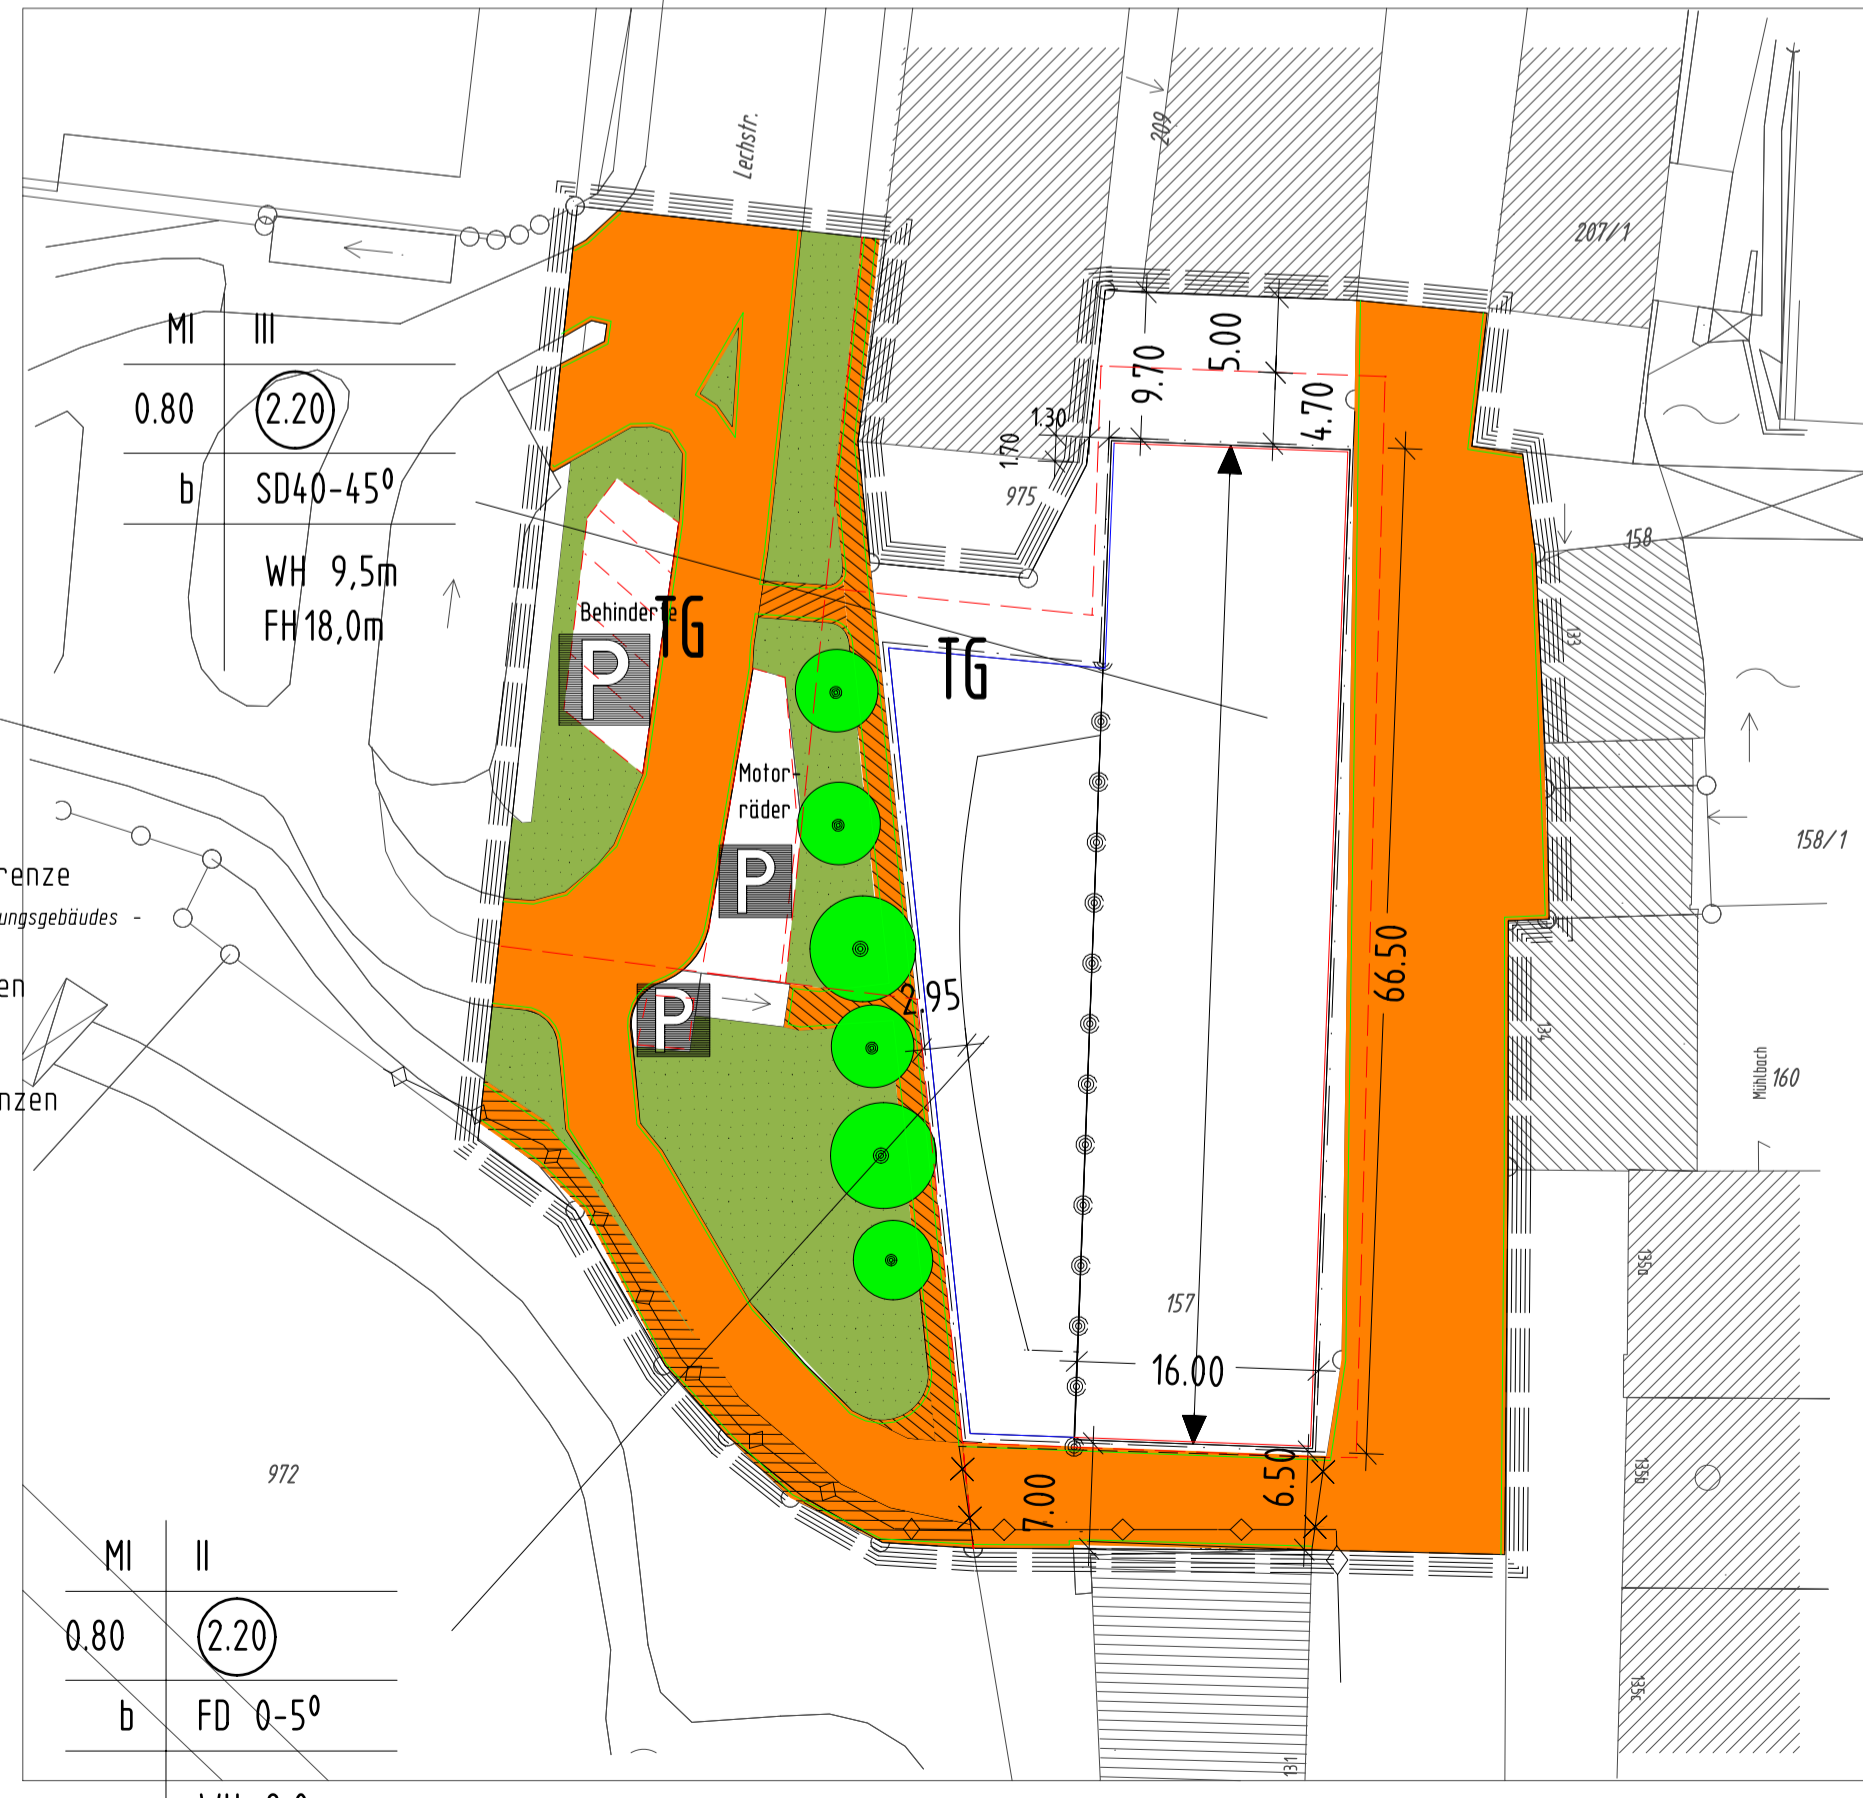 Lechstr.
209
207/1
MI III
0.80 2.20
b SD40-45⁰
WH 9,5m
FH18,0m
9.70
5.00
4.70
1.30
1.70
975
158
133
Behinderte
TG
P
TG
Motor-
räder
P
P
158/1
renze
ungsgebäudes -
en
nzen
2.95
66.50
134
Mühlbach
160
135a
157
16.00
972
7.00
6.50
135b
MI II
0.80 2.20
b FD 0-5⁰
135c
131